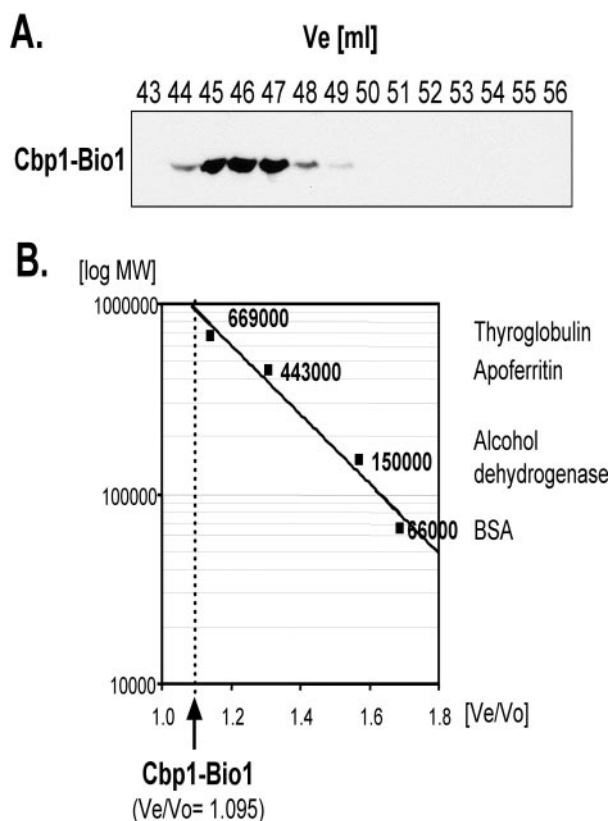 A.
Ve [ml]
43 44 45 46 47 48 49 50 51 52 53 54 55 56
Cbp1-Bio1
B.
[log MW]
1000000
669000
Thyroglobulin
443000
Apoferritin
150000
Alcohol
dehydrogenase
100000
66000
BSA
10000
1.0 1.2 1.4 1.6 1.8 [Ve/Vo]
Cbp1-Bio1
(Ve/Vo= 1.095)